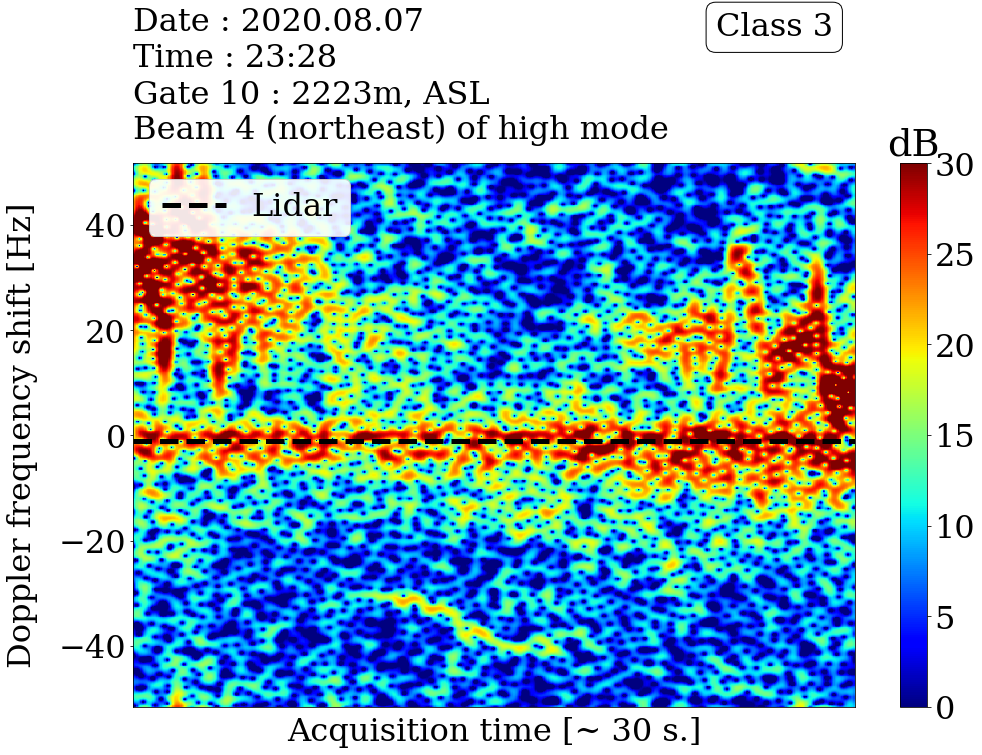 Date : 2020.08.07
Time : 23:28
Gate 10 : 2223m, ASL
Beam 4 (northeast) of high mode
Class 3
dB
Lidar
Doppler frequency shift [Hz]
40
20
0
−20
−40
30
25
20
15
10
5
0
Acquisition time [~ 30 s.]